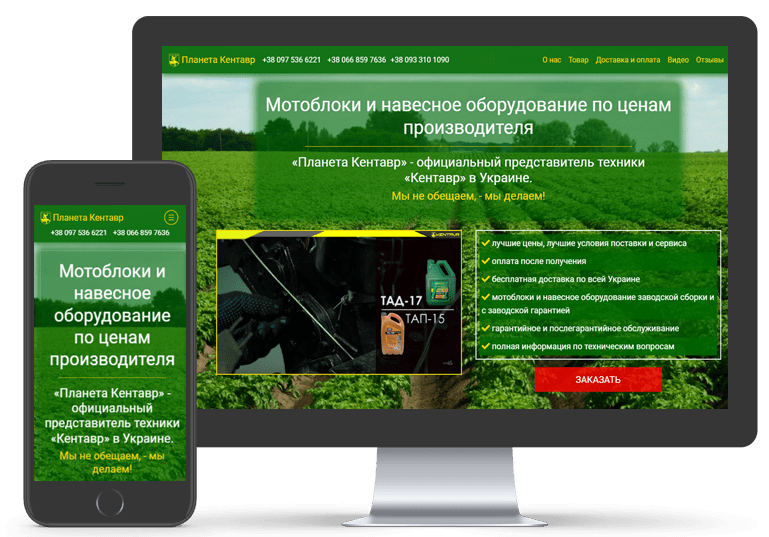 Планета Кентавр +38 097 536 6221 +38 066 859 7636 +38 093 310 1090 О нас Товар Доставка и оплата Видео Отзывы
Мотоблоки и навесное оборудование по ценам
производителя
«Планета Кентавр» - официальный представитель техники
«Кентавр» в Украине.
Мы не обещаем, - мы делаем!
KENTAVR
ТАД-17
ТАП-15
лучшие цены, лучшие условия поставки и сервиса
оплата после получения
бесплатная доставка по всей Украине
мотоблоки и навесное оборудование заводской сборки и
с заводской гарантией
гарантийное и послегарантийное обслуживание
полная информация по техническим вопросам
ЗАКАЗАТЬ
Планета Кентавр
+38 097 536 6221 +38 066 859 7636
Мотоблоки и
навесное
оборудование
по ценам
производителя
«Планета Кентавр» -
официальный
представитель техники
«Кентавр» в Украине.
Мы не обещаем, - мы
делаем!